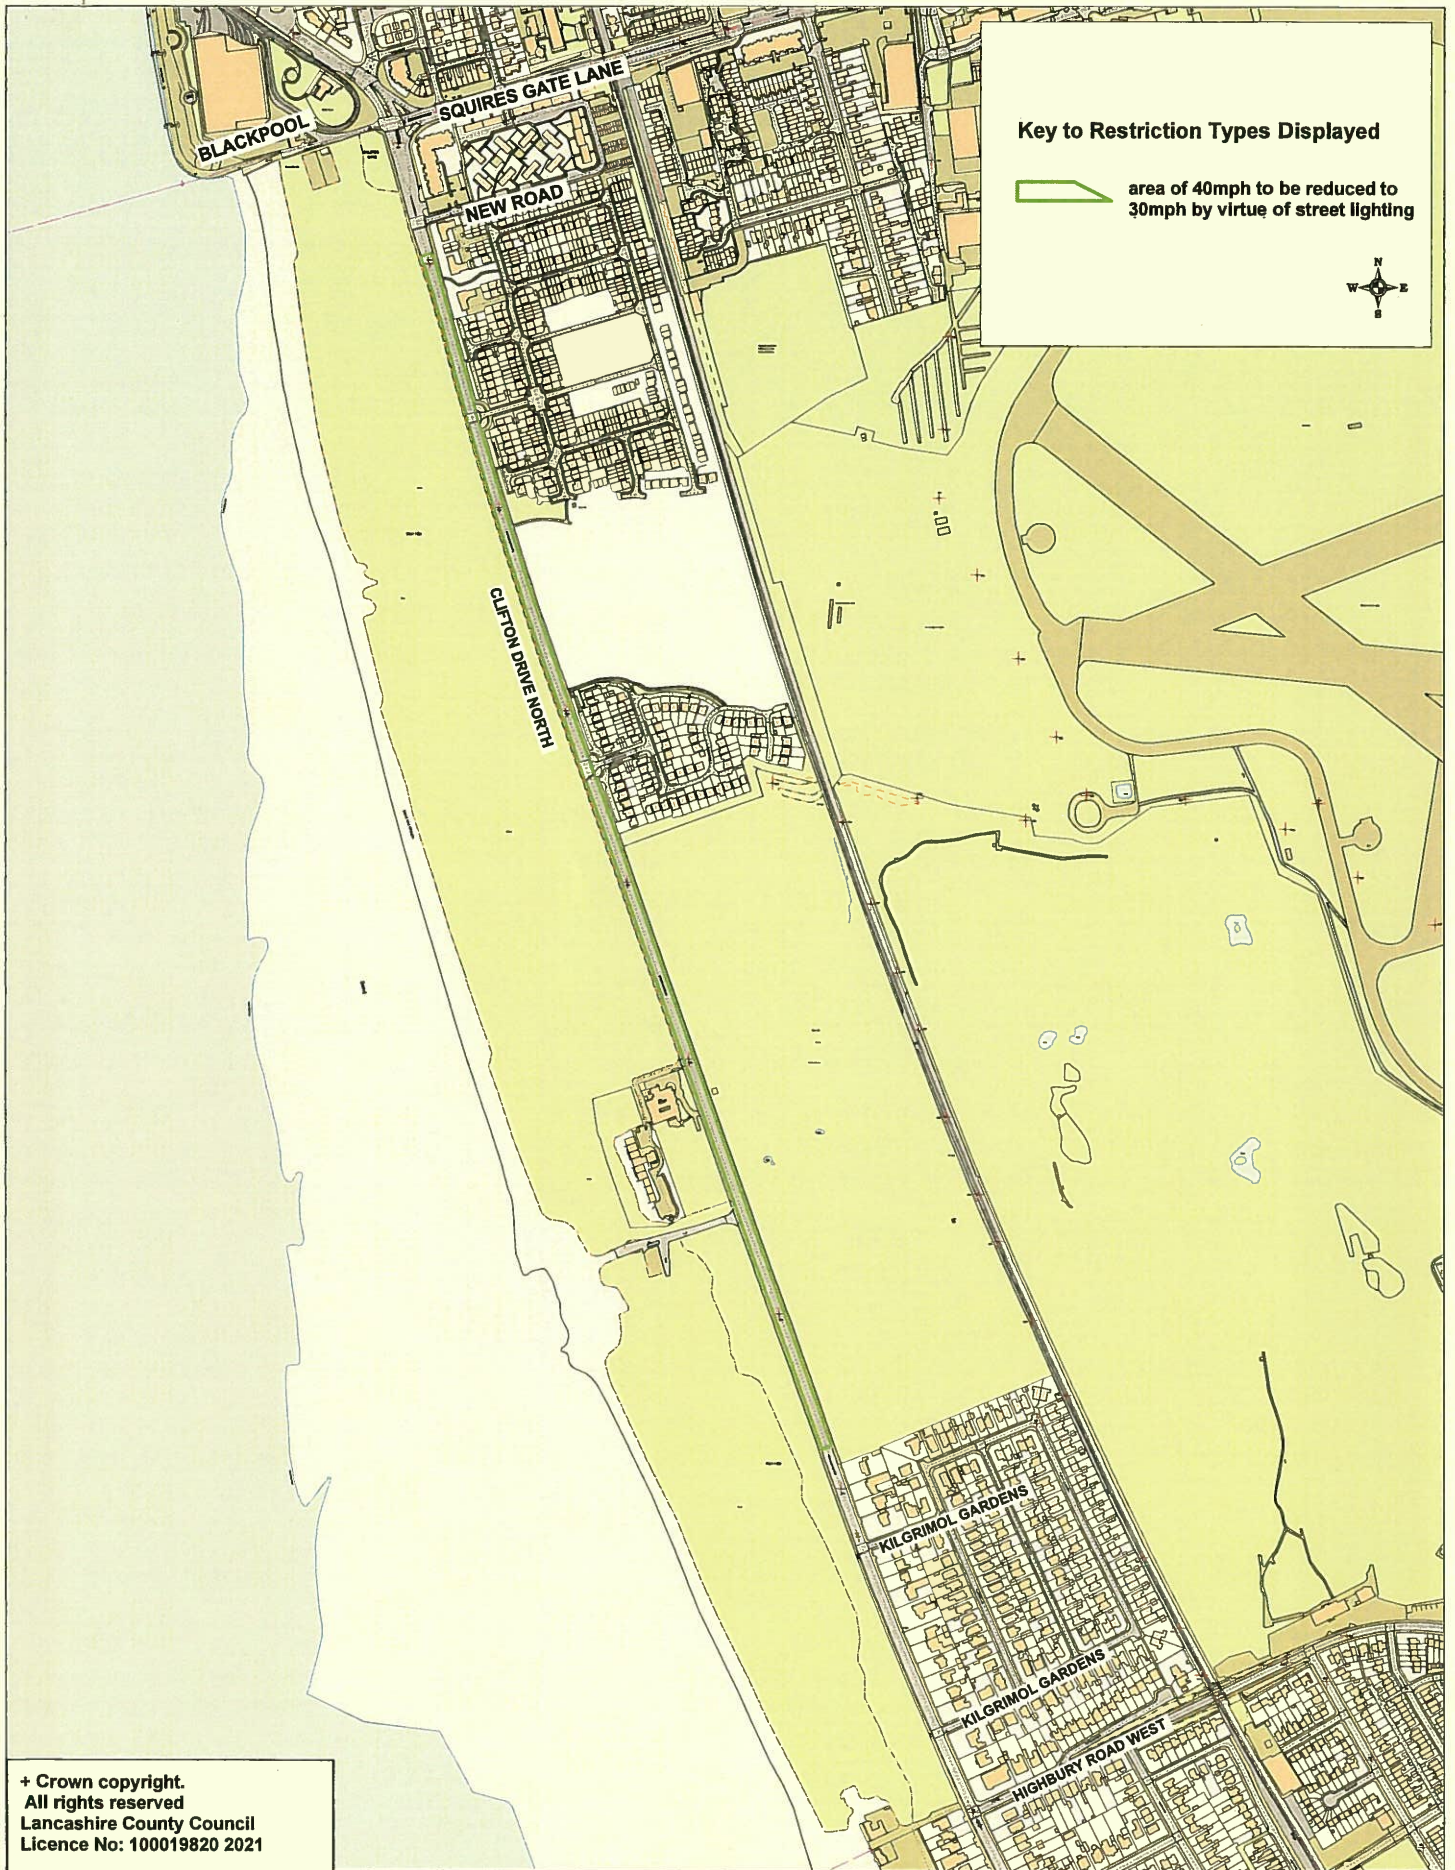 SQUIRES GATE LANE
BLACKPOOL
NEW ROAD
Key to Restriction Types Displayed
area of 40mph to be reduced to
30mph by virtue of street lighting
N
W E
S
CLIFTON DRIVE NORTH
KILGRIMOL GARDENS
KILGRIMOL GARDENS
HIGHBURY ROAD WEST
+ Crown copyright.
All rights reserved
Lancashire County Council
Licence No: 100019820 2021